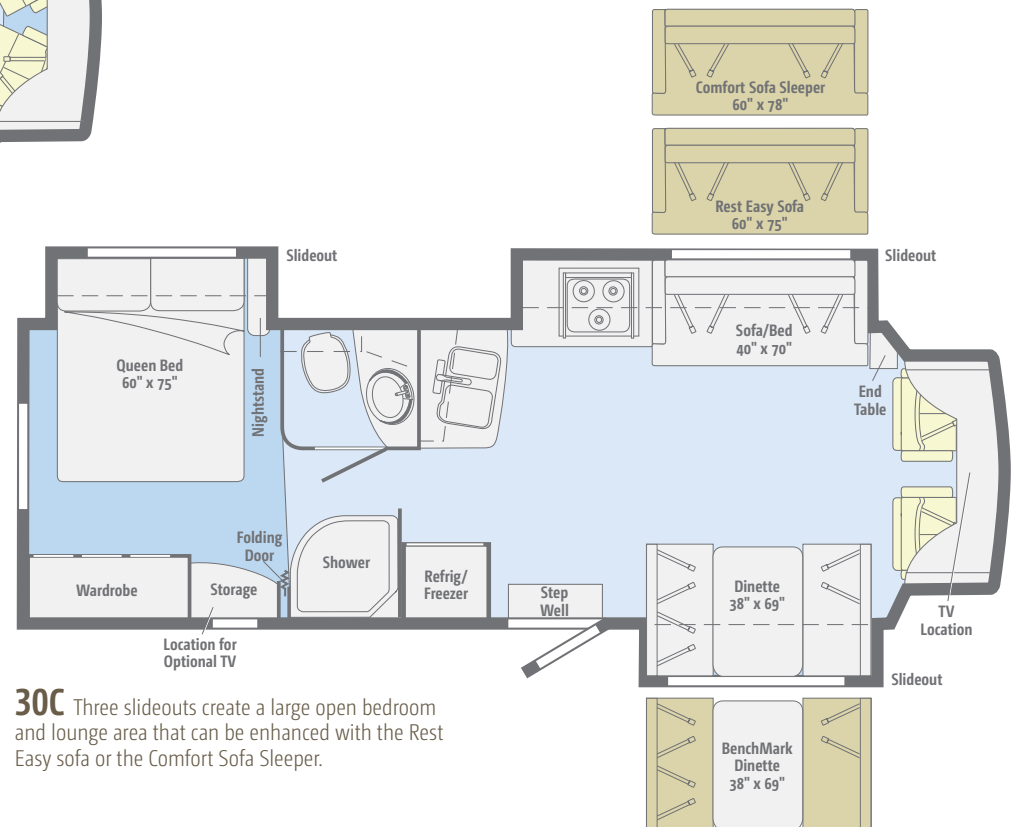 Comfort Sofa Sleeper
60" x 78"
Rest Easy Sofa
60" x 75"
Slideout
Slideout
Queen Bed
60" x 75"
Nightstand
Sofa/Bed
40" x 70"
End
Table
Folding
Door
Shower
Wardrobe
Storage
Refrig/
Freezer
Step
Well
Dinette
38" x 69"
TV
Location
Location for
Optional TV
Slideout
30C Three slideouts create a large open bedroom
and lounge area that can be enhanced with the Rest
Easy sofa or the Comfort Sofa Sleeper.
BenchMark
Dinette
38" x 69"